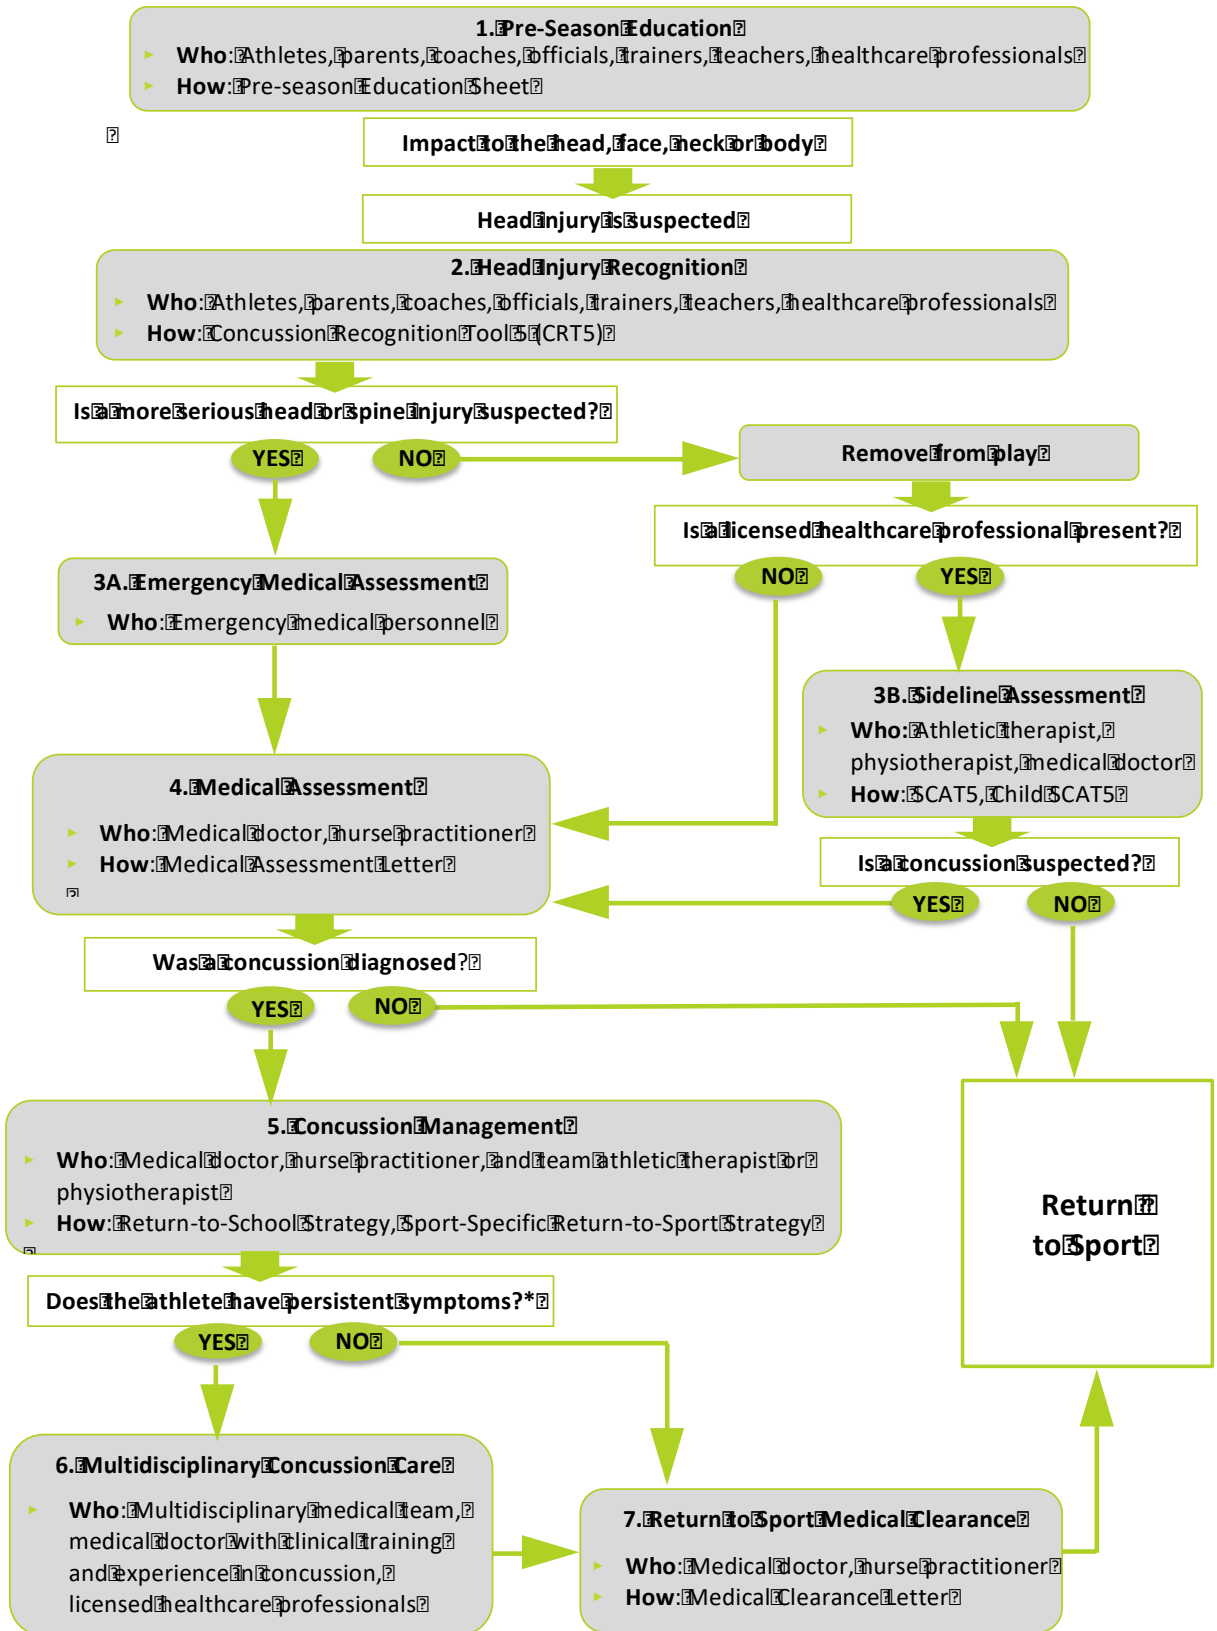 1. Pre-Season Education
► Who: Athletes, parents, coaches, officials, trainers, teachers, healthcare professionals
► How: Pre-season Education Sheet
Impact to the head, face, neck or body
Head injury is suspected
2. Head Injury Recognition
► Who: Athletes, parents, coaches, officials, trainers, teachers, healthcare professionals
► How: Concussion Recognition Tool 5 (CRT5)
Is a more serious head or spine injury suspected?
YES
NO
Remove from play
Is a licensed healthcare professional present?
NO
YES
3A. Emergency Medical Assessment
► Who: Emergency medical personnel
3B. Sideline Assessment
► Who: Athletic therapist,
physiotherapist, medical doctor
► How: SCAT5, Child SCAT5
4. Medical Assessment
► Who: Medical doctor, nurse practitioner
► How: Medical Assessment Letter
Is a concussion suspected?
YES
NO
Was a concussion diagnosed?
YES
NO
5. Concussion Management
► Who: Medical doctor, nurse practitioner, and team athletic therapist or
physiotherapist
► How: Return-to-School Strategy, Sport-Specific Return-to-Sport Strategy
Return
to Sport
Does the athlete have persistent symptoms?*
YES
NO
6. Multidisciplinary Concussion Care
► Who: Multidisciplinary medical team,
medical doctor with clinical training
and experience in concussion,
licensed healthcare professionals
7. Return to Sport Medical Clearance
► Who: Medical doctor, nurse practitioner
► How: Medical Clearance Letter